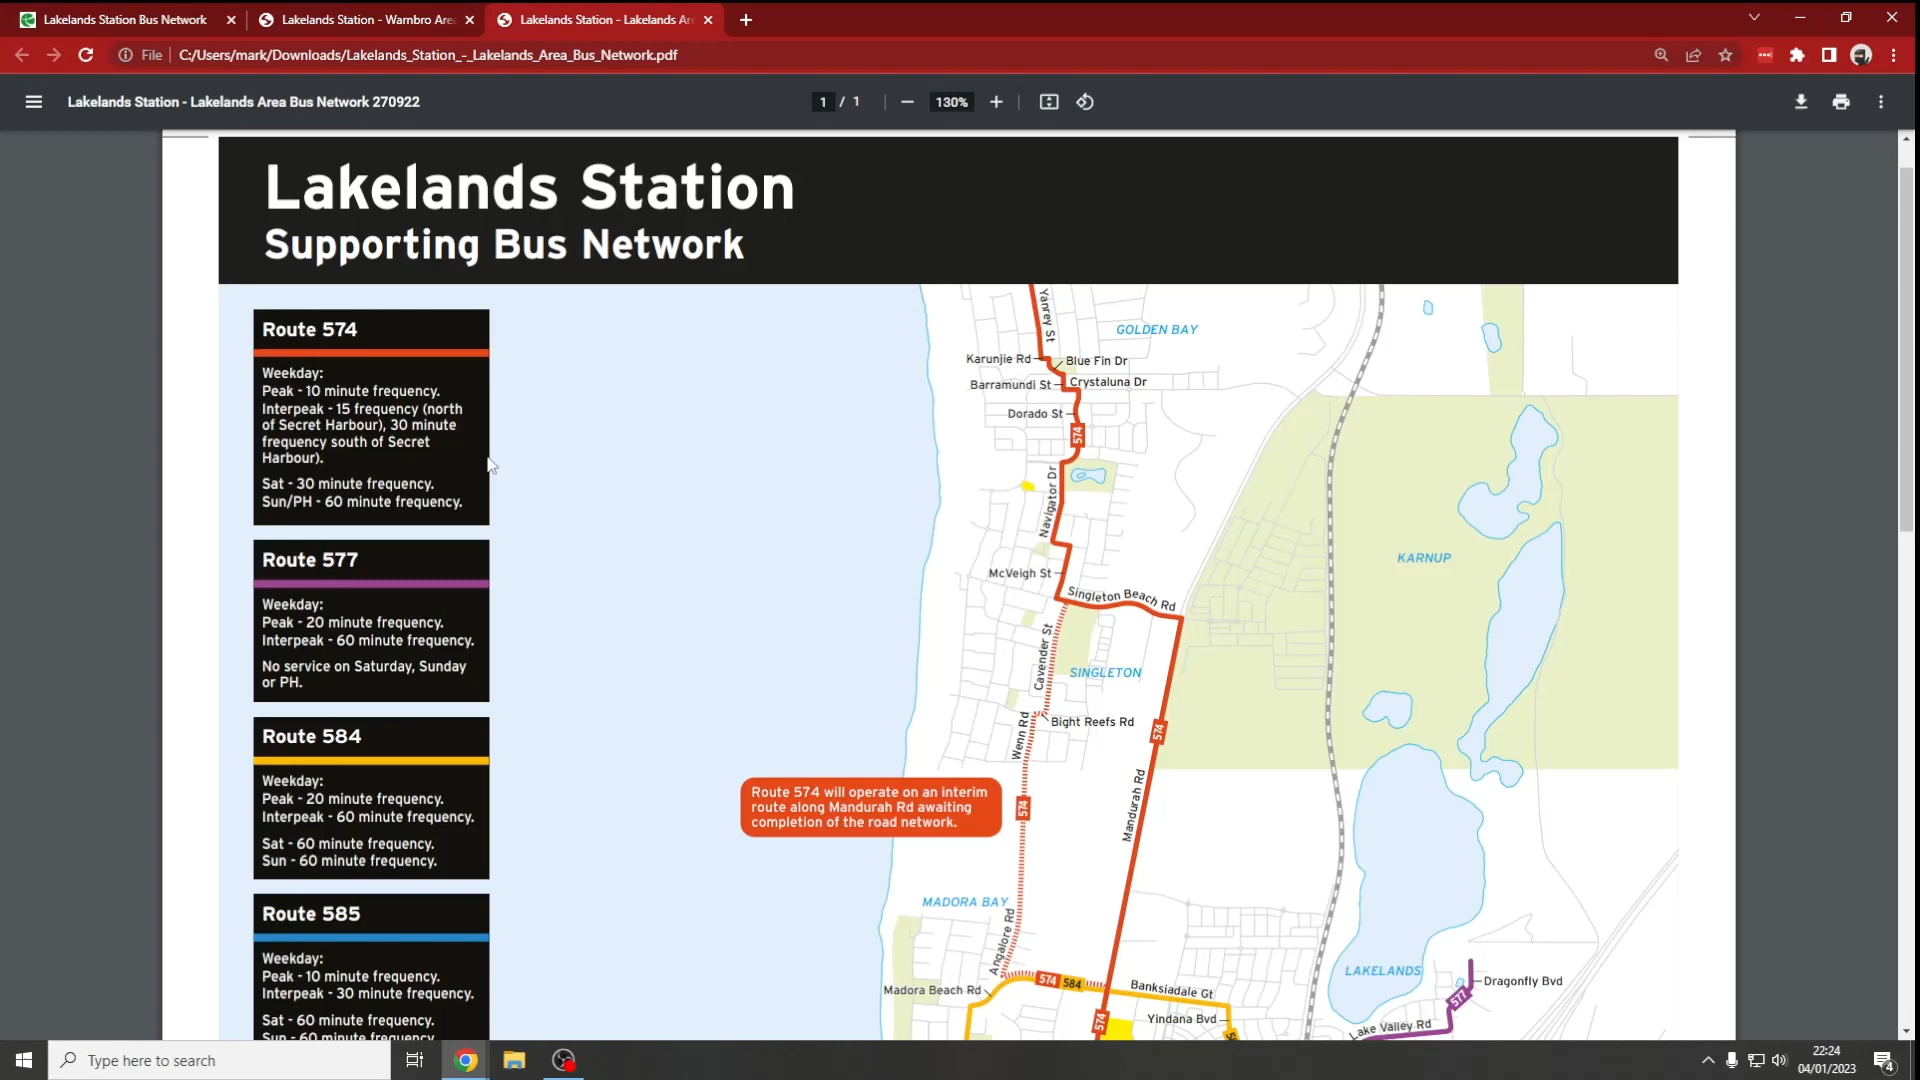 Lakelands Station Bus Network
Lakelands Station - Warnbro Are
Lakelands Station - Lakelands Ar
File
C:/Users/mark/Downloads/Lakelands_Station_-_Lakelands_Area_Bus_Network.pdf
Lakelands Station - Lakelands Area Bus Network 270922
1 / 1
130%
Lakelands Station
Supporting Bus Network
Route 574
Weekday:
Peak - 10 minute frequency.
Interpeak - 15 frequency (north
of Secret Harbour), 30 minute
frequency south of Secret
Harbour).
Sat - 30 minute frequency.
Sun/PH - 60 minute frequency.
Route 577
Weekday:
Peak - 20 minute frequency.
Interpeak - 60 minute frequency.
No service on Saturday, Sunday
or PH.
Route 584
Weekday:
Peak - 20 minute frequency.
Interpeak - 60 minute frequency.
Sat - 60 minute frequency.
Sun - 60 minute frequency.
Route 585
Weekday:
Peak - 10 minute frequency.
Interpeak - 30 minute frequency.
Sat - 60 minute frequency.
Sun - 60 minute frequency.
Yanrey St
GOLDEN BAY
Karunjie Rd
Blue Fin Dr
Barramundi St
Crystaluna Dr
Dorado St
574
Navigator Dr
KARNUP
McVeigh St
Singleton Beach Rd
Cavender St
SINGLETON
Wenn Rd
Bight Reefs Rd
574
Mandurah Rd
Route 574 will operate on an interim
route along Mandurah Rd awaiting
completion of the road network.
574
MADORA BAY
Angalore Rd
LAKELANDS
574
584
Banksiadale Gt
Dragonfly Bvd
Madora Beach Rd
577
Yindana Bvd
574
Lake Valley Rd
Type here to search
22:24
04/01/2023
4